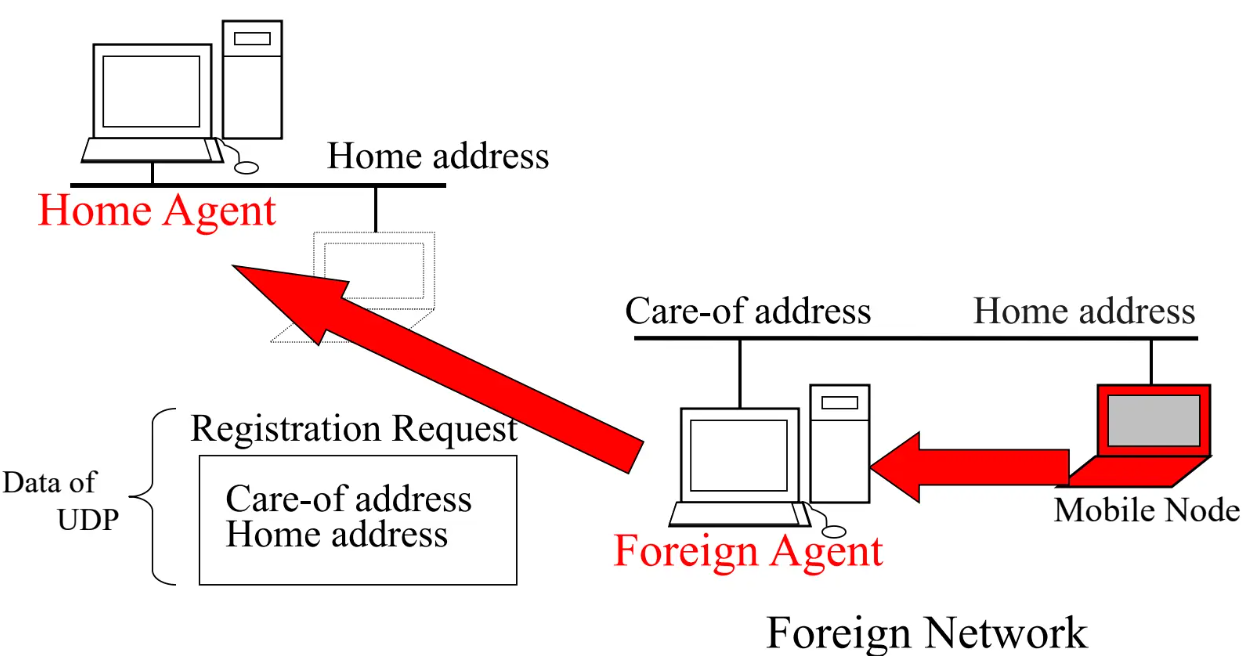 Home address
Home Agent
Care-of address
Home address
Registration Request
Care-of address
Home address
Data of
UDP
Mobile Node
Foreign Agent
Foreign Network